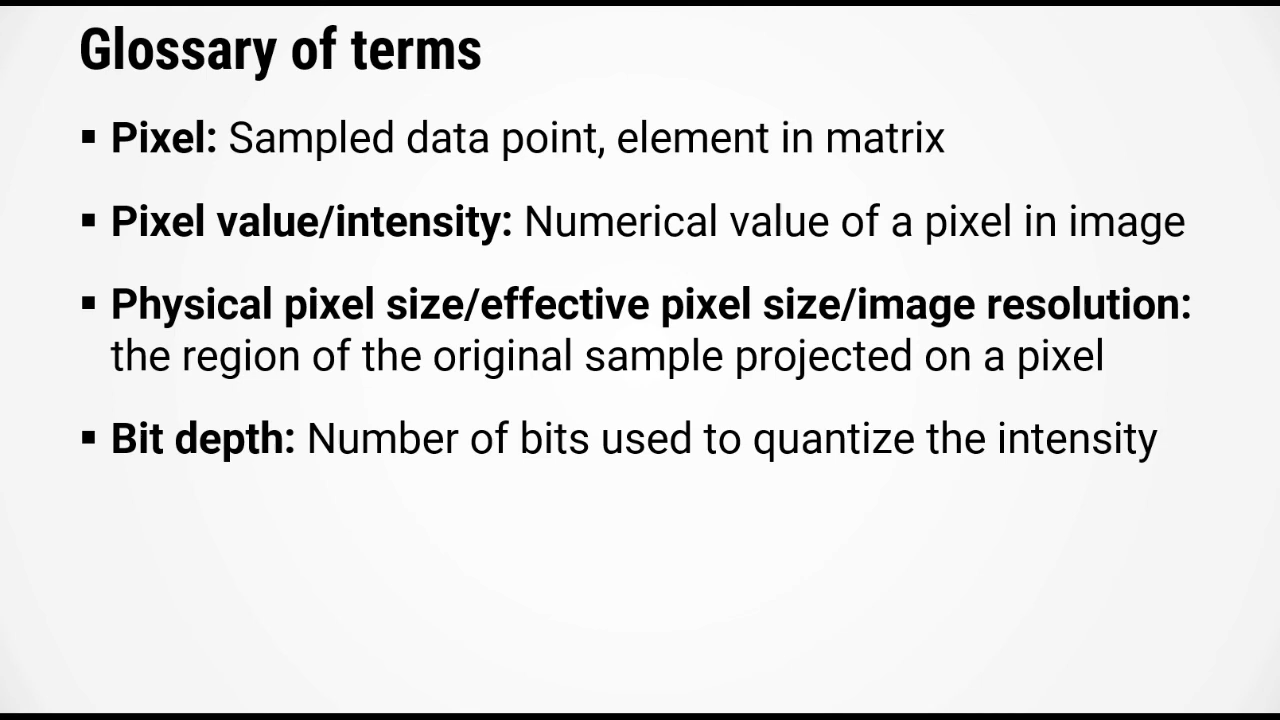 Glossary of terms
▪ Pixel: Sampled data point, element in matrix
▪ Pixel value/intensity: Numerical value of a pixel in image
▪ Physical pixel size/effective pixel size/image resolution:
the region of the original sample projected on a pixel
▪ Bit depth: Number of bits used to quantize the intensity